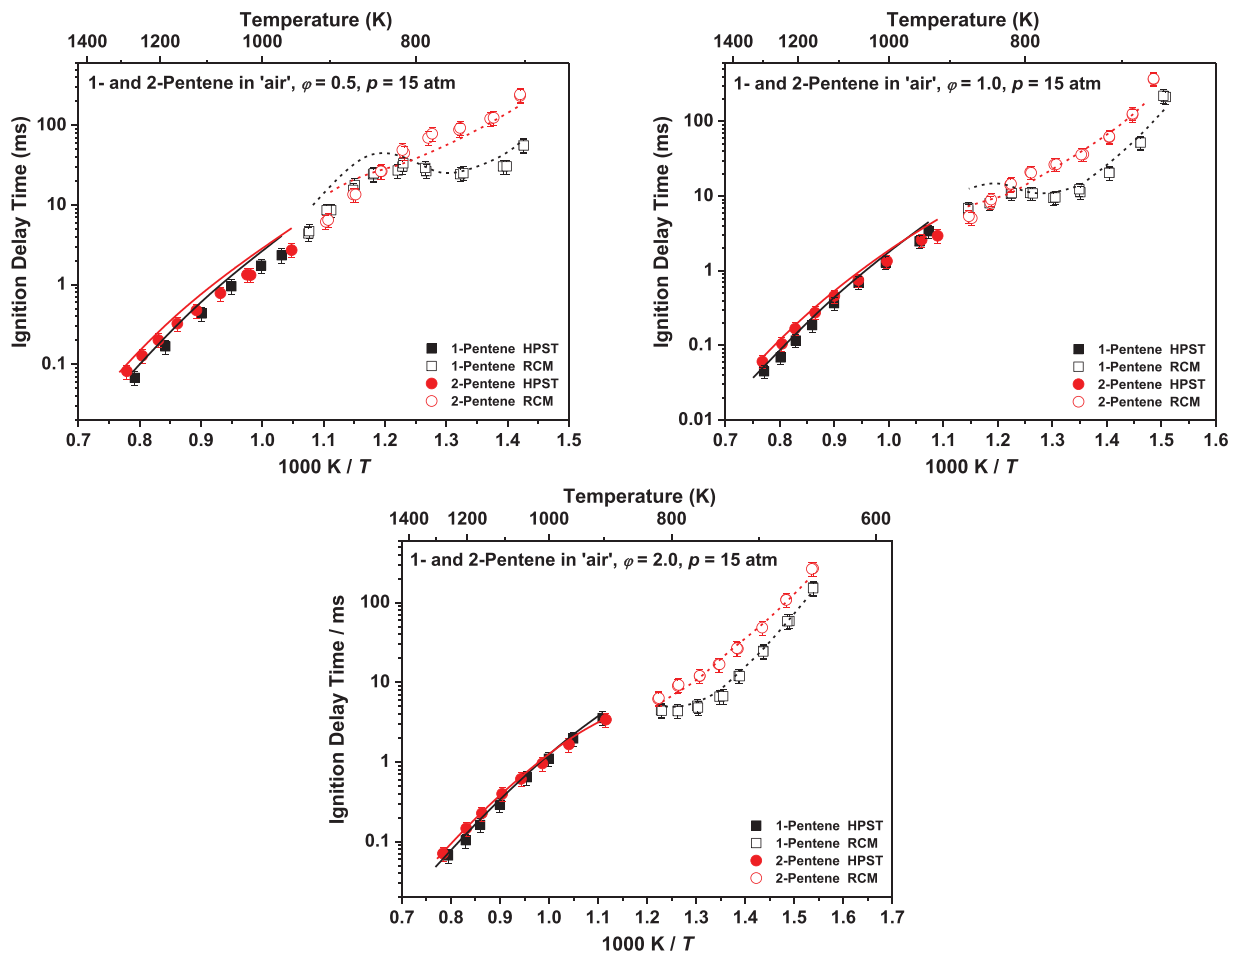 Temperature (K)
1400 1200 1000 800
1- and 2-Pentene in 'air', φ = 0.5, p = 15 atm
Ignition Delay Time (ms)
100
10
1
0.1
1-Pentene HPST
1-Pentene RCM
2-Pentene HPST
2-Pentene RCM
0.7 0.8 0.9 1.0 1.1 1.2 1.3 1.4 1.5
1000 K / T
Temperature (K)
1400 1200 1000 800
1- and 2-Pentene in 'air', φ = 1.0, p = 15 atm
Ignition Delay Time (ms)
100
10
1
0.1
0.01
1-Pentene HPST
1-Pentene RCM
2-Pentene HPST
2-Pentene RCM
0.7 0.8 0.9 1.0 1.1 1.2 1.3 1.4 1.5 1.6
1000 K / T
Temperature (K)
1400 1200 1000 800 600
1- and 2-Pentene in 'air', φ = 2.0, p = 15 atm
Ignition Delay Time / ms
100
10
1
0.1
1-Pentene HPST
1-Pentene RCM
2-Pentene HPST
2-Pentene RCM
0.7 0.8 0.9 1.0 1.1 1.2 1.3 1.4 1.5 1.6 1.7
1000 K / T